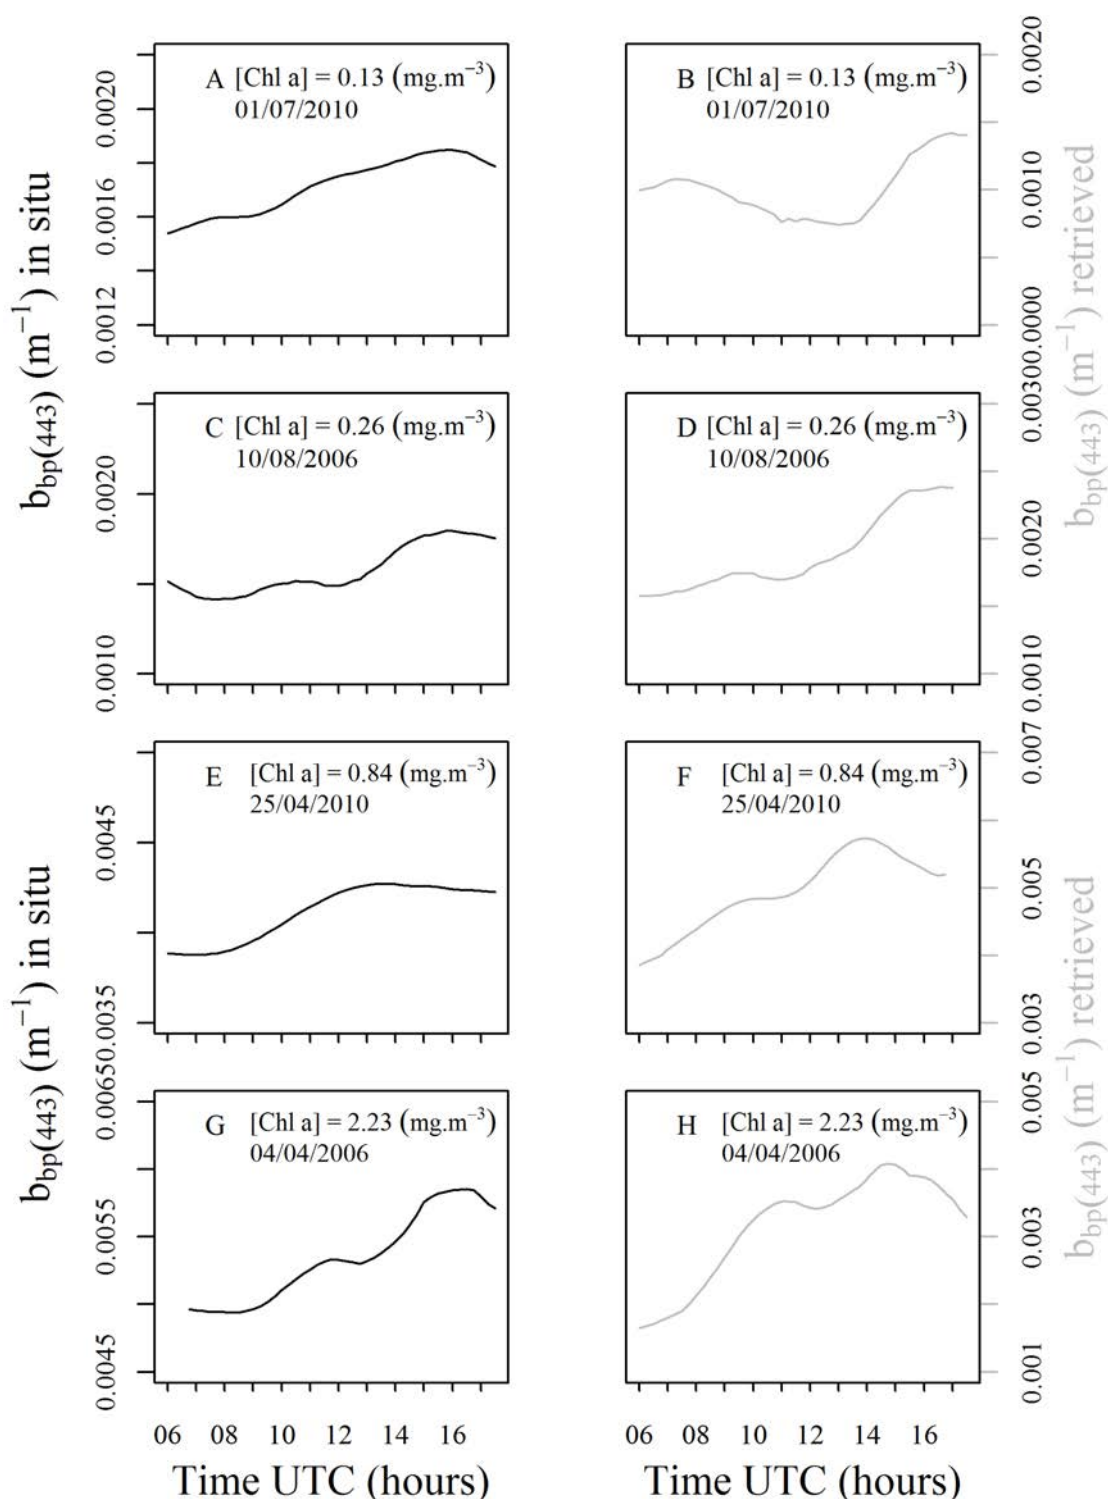 A [Chl a] = 0.13 (mg.m⁻³)
01/07/2010
0.0020
0.0016
0.0012
B [Chl a] = 0.13 (mg.m⁻³)
01/07/2010
0.0020
0.0010
0.0000
b_bp(443) (m⁻¹) in situ
b_bp(443) (m⁻¹) retrieved
C [Chl a] = 0.26 (mg.m⁻³)
10/08/2006
0.0020
0.0010
D [Chl a] = 0.26 (mg.m⁻³)
10/08/2006
0.0030
0.0020
0.0010
E [Chl a] = 0.84 (mg.m⁻³)
25/04/2010
0.0045
0.0035
F [Chl a] = 0.84 (mg.m⁻³)
25/04/2010
0.007
0.005
0.003
b_bp(443) (m⁻¹) in situ
b_bp(443) (m⁻¹) retrieved
G [Chl a] = 2.23 (mg.m⁻³)
04/04/2006
0.0065
0.0055
0.0045
H [Chl a] = 2.23 (mg.m⁻³)
04/04/2006
0.005
0.003
0.001
06 08 10 12 14 16
06 08 10 12 14 16
Time UTC (hours)
Time UTC (hours)